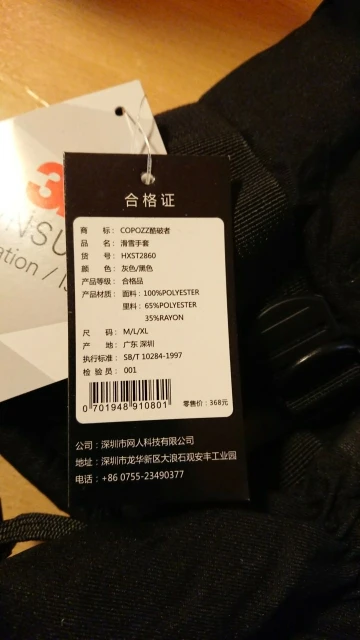 3
INSU
ation / I
合格证
商 标: COPOZZ酷破者
品 名: 滑雪手套
货 号: HXST2860
颜 色: 灰色/黑色
产品等级: 合格品
产品材质: 面料: 100%POLYESTER
里料: 65%POLYESTER
35%RAYON
尺 码: M/L/XL
产 地: 广东 深圳
执行标准: SB/T 10284-1997
检 验 员: 001
0 701948 910801
零售价: 368元
公司: 深圳市网人科技有限公司
地址: 深圳市龙华新区大浪石观安丰工业园
电话: +86 0755-23490377